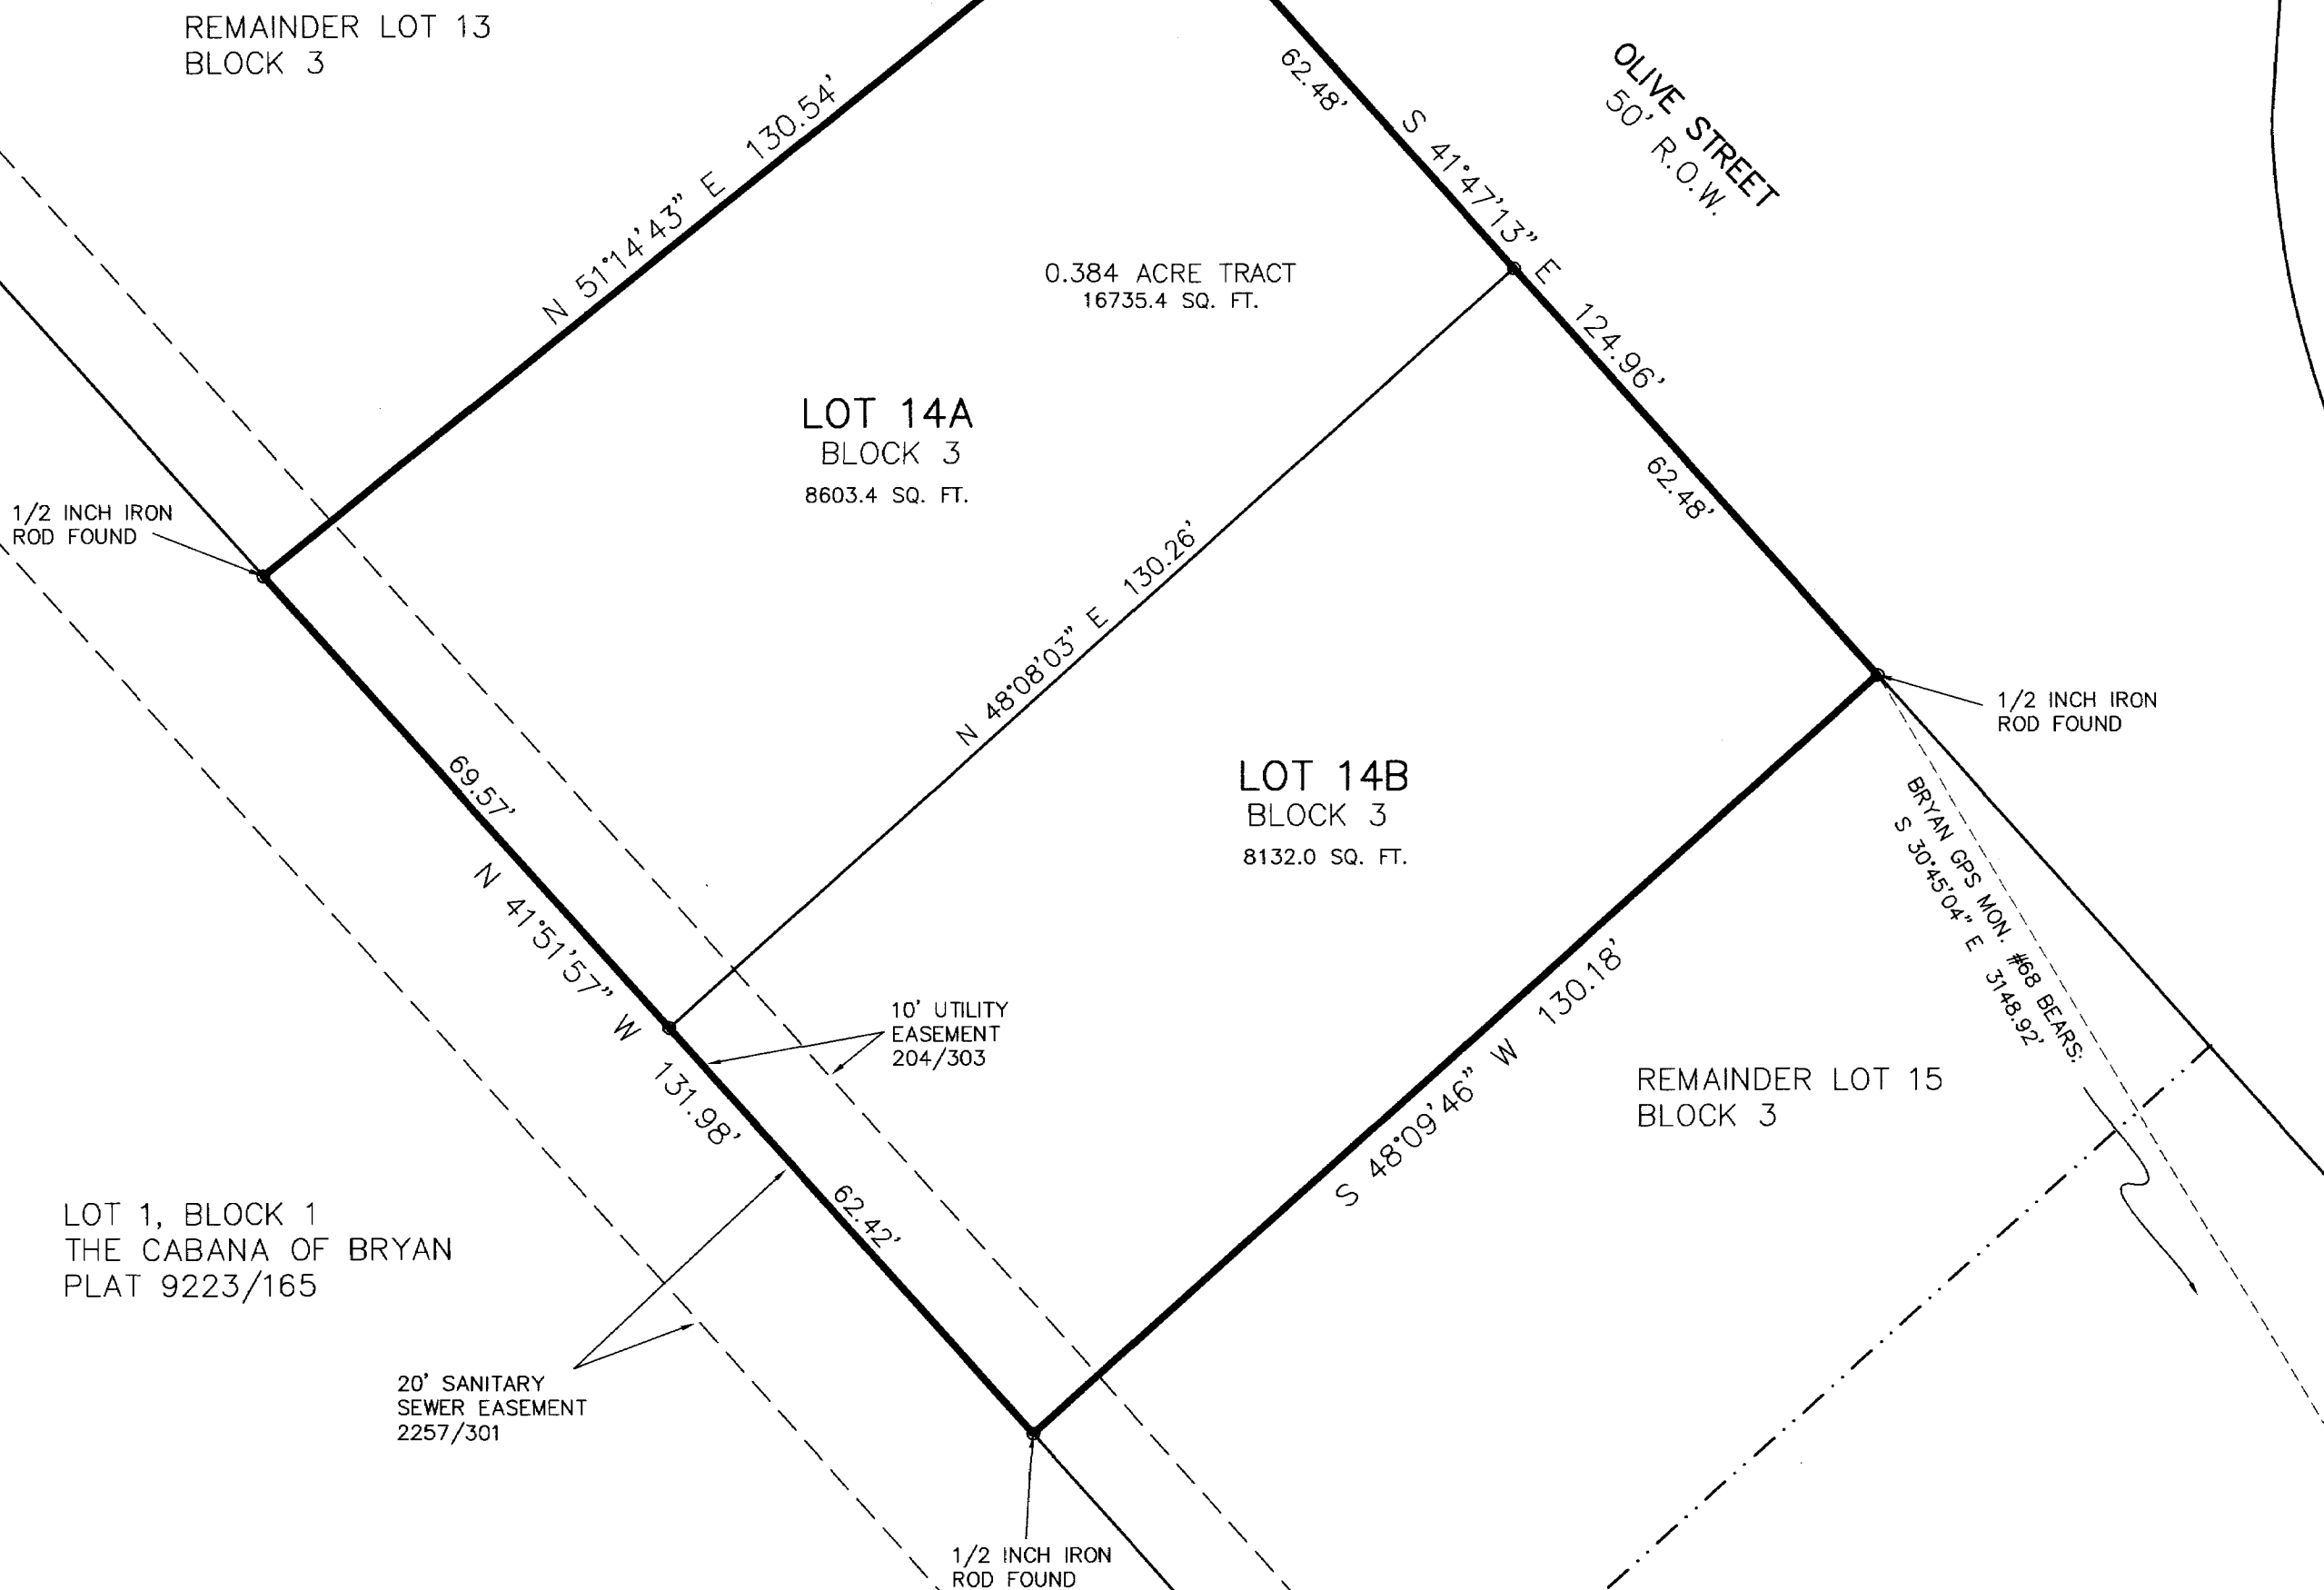 REMAINDER LOT 13
BLOCK 3
N 51°14'43" E 130.54'
62.48'
S 41°47'13" E 124.96'
OLIVE STREET
50' R.O.W.
0.384 ACRE TRACT
16735.4 SQ. FT.
LOT 14A
BLOCK 3
8603.4 SQ. FT.
62.48'
1/2 INCH IRON
ROD FOUND
N 48°08'03" E 130.26'
1/2 INCH IRON
ROD FOUND
69.57'
N 41°51'57" W 131.98'
LOT 14B
BLOCK 3
8132.0 SQ. FT.
BRYAN GPS MON. #68 BEARS:
S 30°45'04" E 3148.92'
10' UTILITY
EASEMENT
204/303
S 48°09'46" W 130.18'
REMAINDER LOT 15
BLOCK 3
62.42'
LOT 1, BLOCK 1
THE CABANA OF BRYAN
PLAT 9223/165
20' SANITARY
SEWER EASEMENT
2257/301
1/2 INCH IRON
ROD FOUND